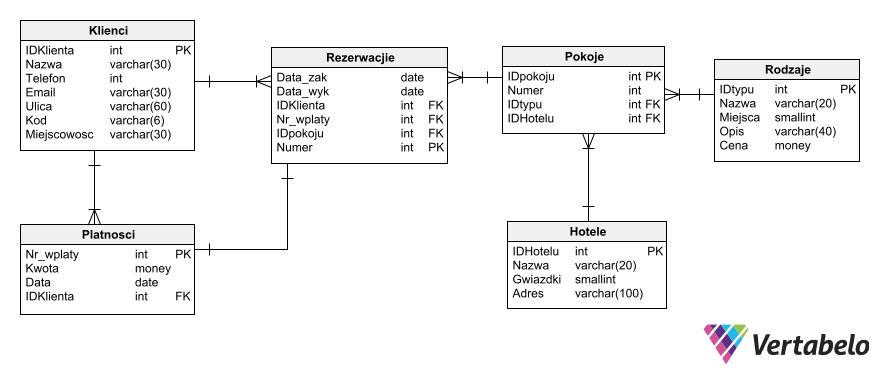 Klienci
IDKlienta int PK
Nazwa varchar(30)
Telefon int
Email varchar(30)
Ulica varchar(60)
Kod varchar(6)
Miejscowosc varchar(30)
Rezerwacjie
Data_zak date
Data_wyk date
IDKlienta int FK
Nr_wplaty int FK
IDpokoju int FK
Numer int PK
Pokoje
IDpokoju int PK
Numer int
IDtypu int FK
IDHotelu int FK
Rodzaje
IDtypu int PK
Nazwa varchar(20)
Miejsca smallint
Opis varchar(40)
Cena money
Platnosci
Nr_wplaty int PK
Kwota money
Data date
IDKlienta int FK
Hotele
IDHotelu int PK
Nazwa varchar(20)
Gwiazdki smallint
Adres varchar(100)
Vertabelo